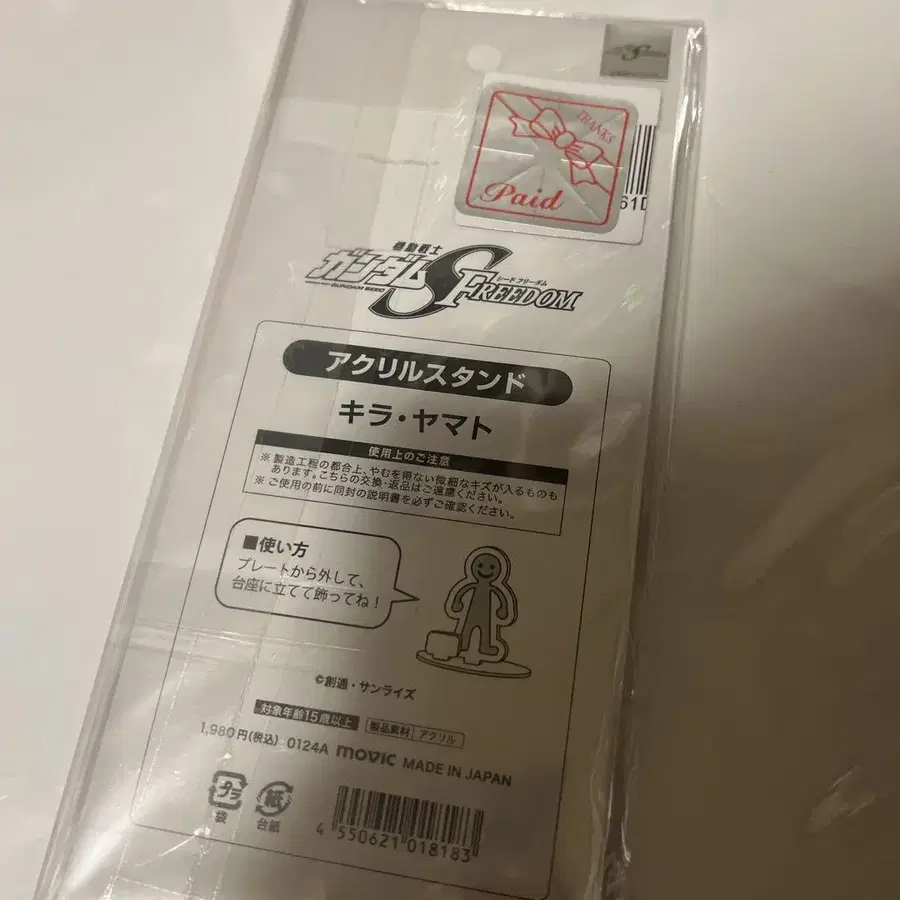 THANKS
Paid
61D
機動戦士
ガンダム
GUNDAM SEED
シード フリーダム
SFREEDOM
アクリルスタンド
キラ・ヤマト
使用上のご注意
※製造工程の都合上、やむを得ない微細なキズが入るものも
あります。こちらの交換・返品はご遠慮ください。
※ご使用の前に同封の説明書を必ずご確認ください。
■使い方
プレートから外して、
台座に立てて飾ってね!
©創通・サンライズ
対象年齢15歳以上 製品素材 アクリル
1,980円(税込) 0124A movic MADE IN JAPAN
プラ 紙
袋 台紙
4 550621 018183